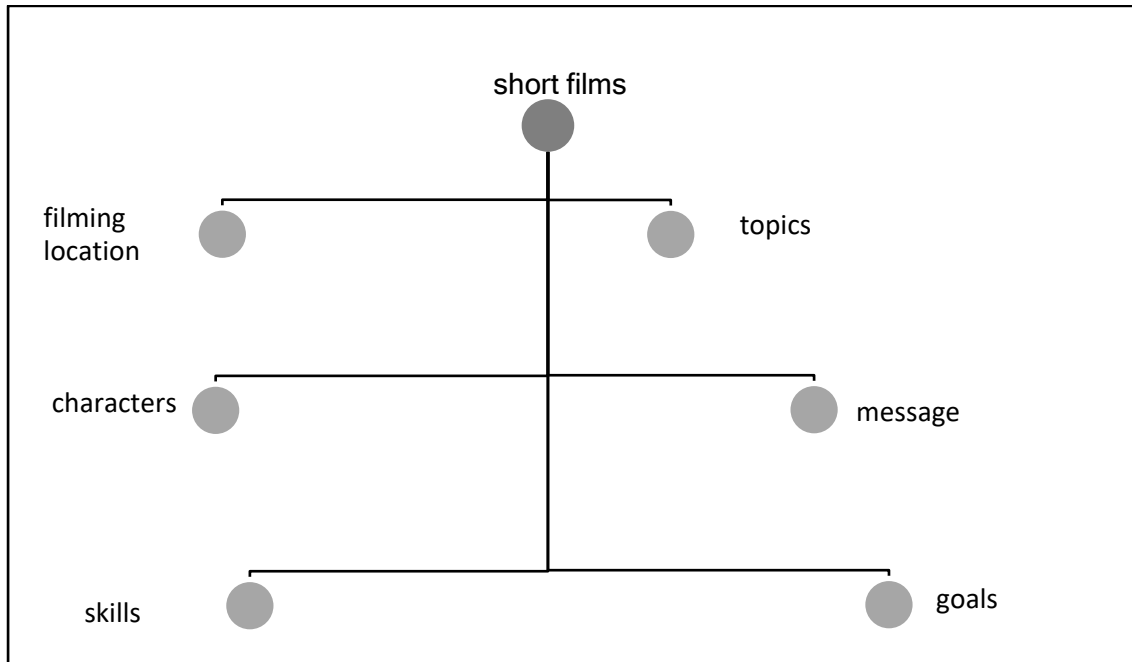 short films
filming
location
topics
characters
message
skills
goals